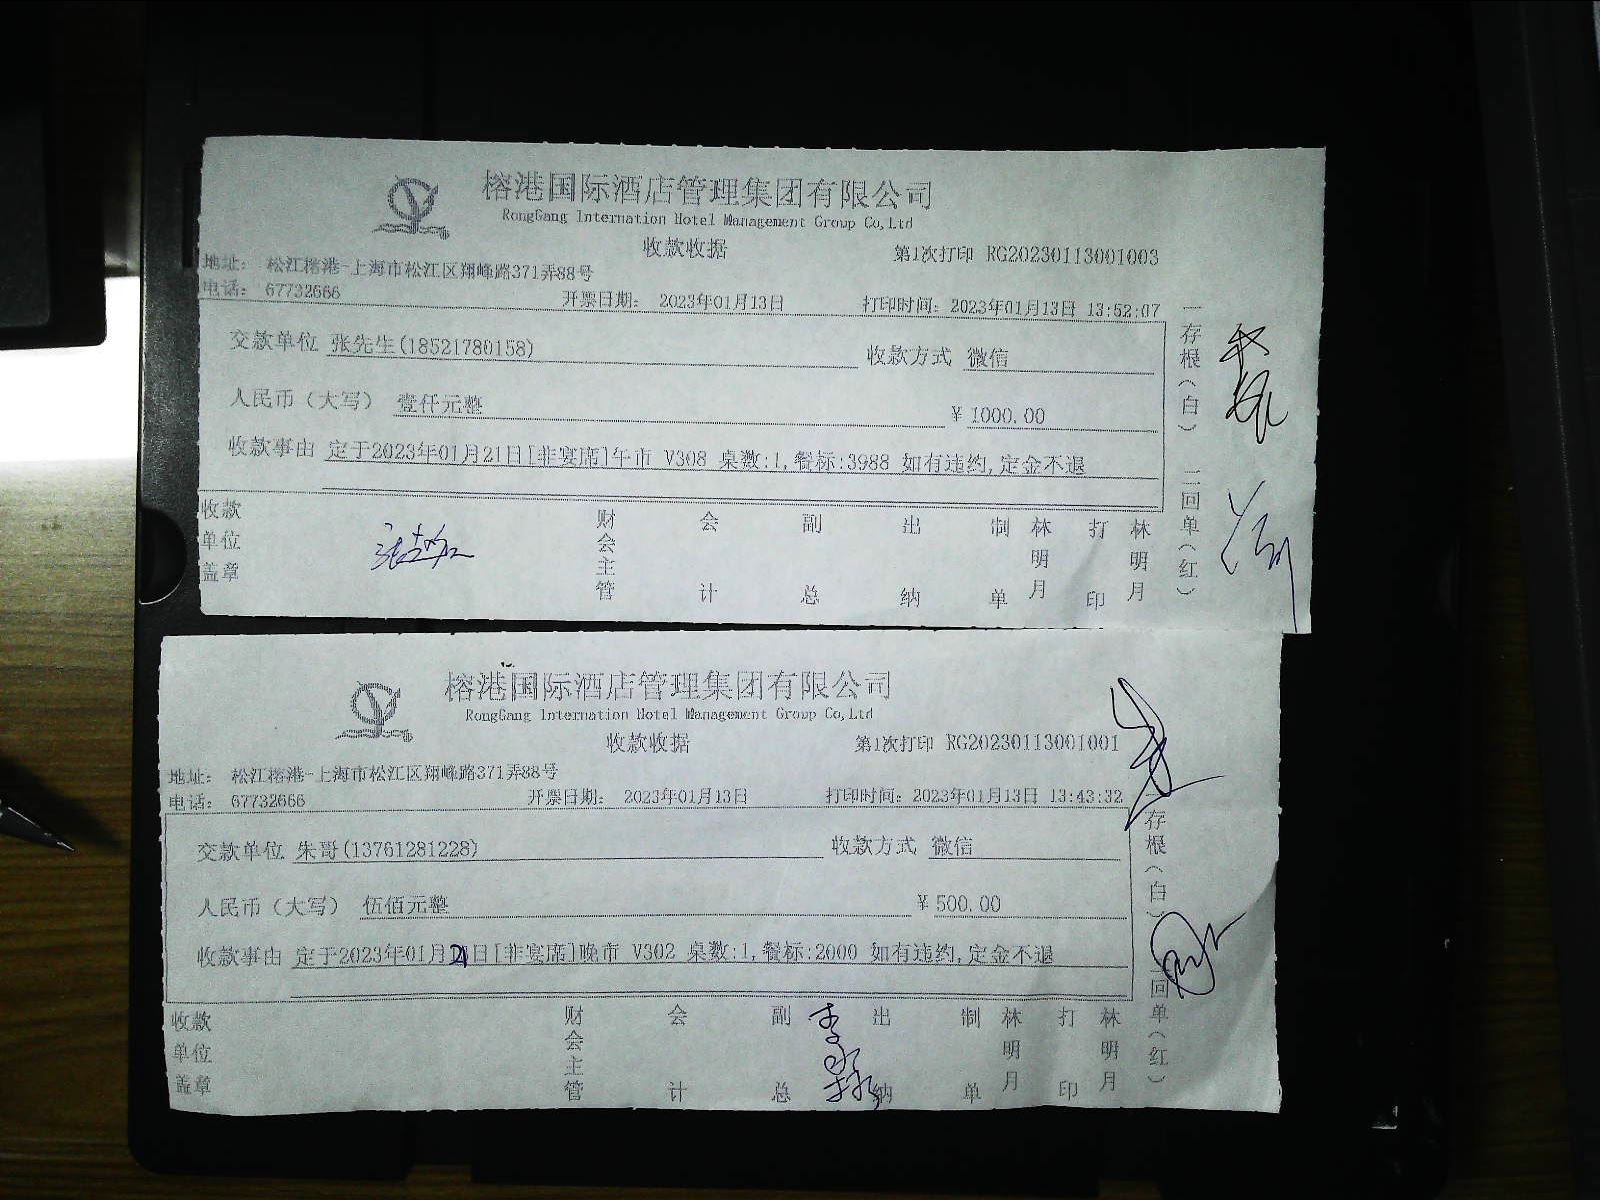 榕港国际酒店管理集团有限公司
RongGang Internation Hotel Management Group Co,Ltd
收款收据
第1次打印 RG20230113001003
地址: 松江榕港-上海市松江区翔峰路371弄88号
电话: 67732666 开票日期: 2023年01月13日 打印时间: 2023年01月13日 13:52:07
交款单位 张先生(18521780158) 收款方式 微信
人民币(大写) 壹仟元整 ¥ 1000.00
收款事由 定于2023年01月21日[非宴席]午市 V308 桌数:1,餐标:3988 如有违约,定金不退
收款单位盖章 财会主管 会计 副总 出纳 制单 林明月 打印 林明月
一存根(白) 二回单(红)
榕港国际酒店管理集团有限公司
RongGang Internation Hotel Management Group Co,Ltd
收款收据
第1次打印 RG20230113001001
地址: 松江榕港-上海市松江区翔峰路371弄88号
电话: 67732666 开票日期: 2023年01月13日 打印时间: 2023年01月13日 13:43:32
交款单位 朱哥(13761281228) 收款方式 微信
人民币(大写) 伍佰元整 ¥ 500.00
收款事由 定于2023年01月21日[非宴席]晚市 V302 桌数:1,餐标:2000 如有违约,定金不退
收款单位盖章 财会主管 会计 副总 出纳 制单 林明月 打印 林明月
一存根(白) 二回单(红)